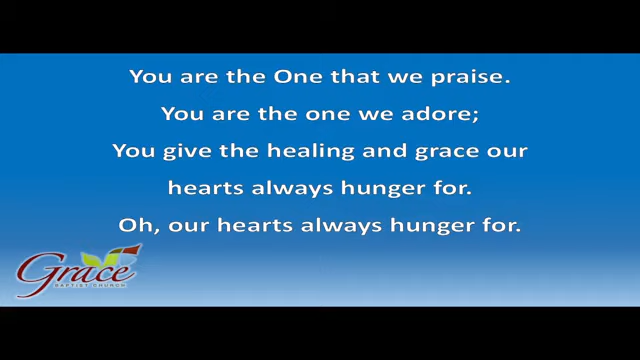 You are the One that we praise.
You are the one we adore;
You give the healing and grace our
hearts always hunger for.
Oh, our hearts always hunger for.
Grace
BAPTIST CHURCH